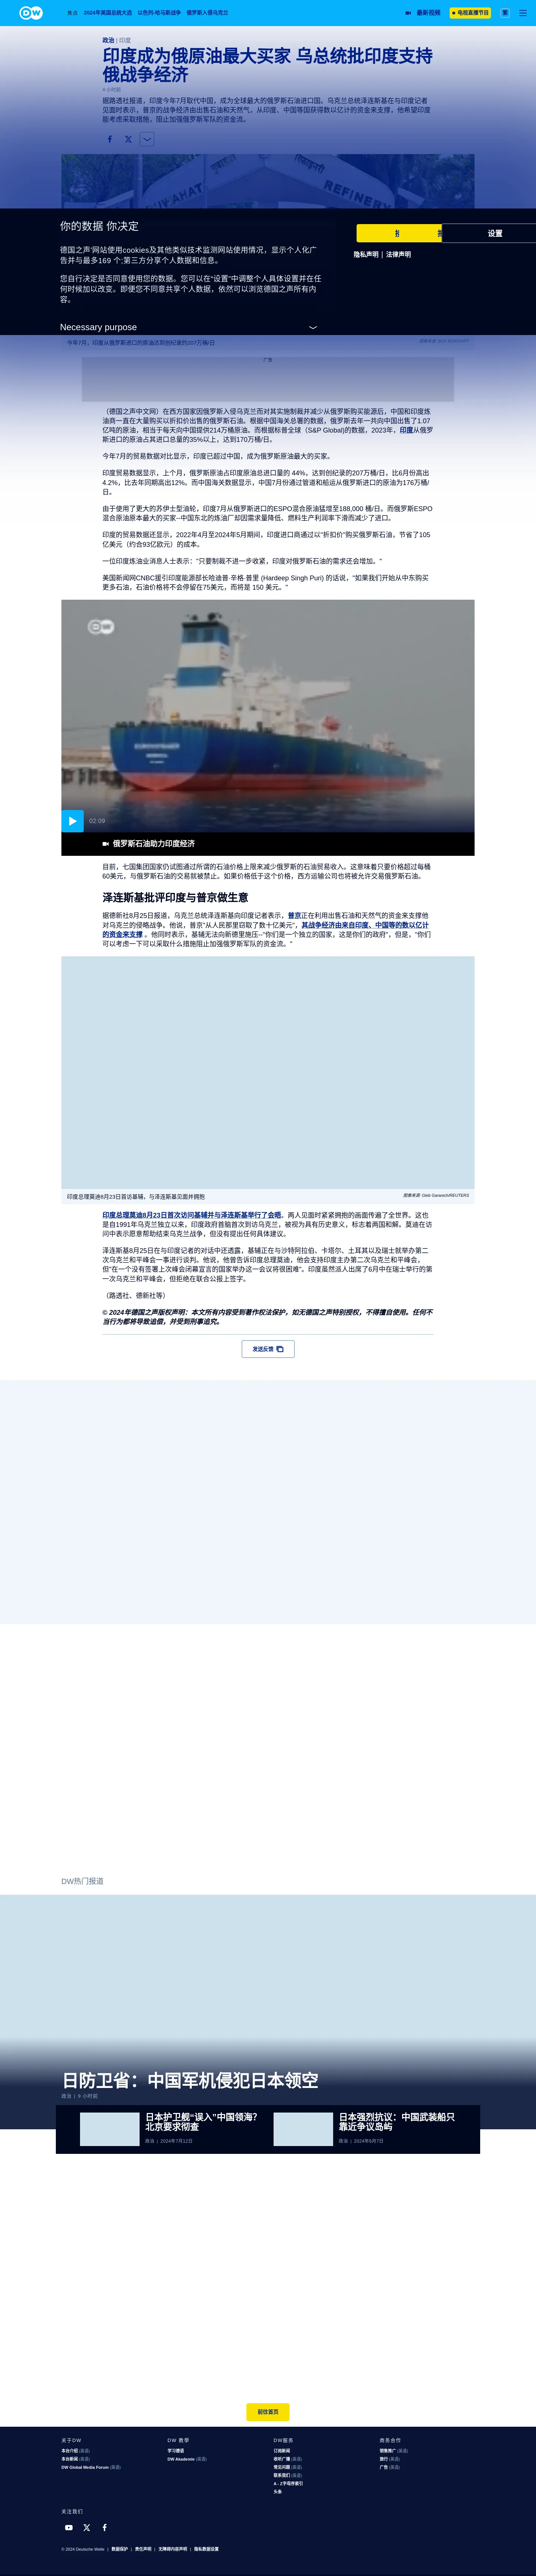 DW
焦点 2024年美国总统大选 以色列-哈马斯战争 俄罗斯入侵乌克兰
最新视频 电视直播节目 繁
政治 | 印度
印度成为俄原油最大买家 乌总统批印度支持
俄战争经济
4 小时前
据路透社报道，印度今年7月取代中国，成为全球最大的俄罗斯石油进口国。乌克兰总统泽连斯基在与印度记者
见面时表示，普京的战争经济由出售石油和天然气。从印度、中国等国获得数以亿计的资金来支撑，他希望印度
能考虑采取措施，阻止加强俄罗斯军队的资金流。
REFINERY
你的数据 你决定
德国之声网站使用cookies及其他类似技术监测网站使用情况，显示个人化广
告并与最多169 个;第三方分享个人数据和信息。
您自行决定是否同意使用您的数据。您可以在“设置”中调整个人具体设置并在任
何时候加以改变。即便您不同意共享个人数据，依然可以浏览德国之声所有内
容。
设置
隐私声明 | 法律声明
Necessary purpose
今年7月，印度从俄罗斯进口的原油达到创纪录的207万桶/日
广告
（德国之声中文网）在西方国家因俄罗斯入侵乌克兰而对其实施制裁并减少从俄罗斯购买能源后，中国和印度炼
油商一直在大量购买以折扣价出售的俄罗斯石油。根据中国海关总署的数据，俄罗斯去年一共向中国出售了1.07
亿吨的原油，相当于每天向中国提供214万桶原油。而根据标普全球（S&P Global)的数据，2023年，印度从俄罗
斯进口的原油占其进口总量的35%以上，达到170万桶/日。
今年7月的贸易数据对比显示，印度已超过中国，成为俄罗斯原油最大的买家。
印度贸易数据显示，上个月，俄罗斯原油占印度原油总进口量的 44%，达到创纪录的207万桶/日，比6月份高出
4.2%，比去年同期高出12%。而中国海关数据显示，中国7月份通过管道和船运从俄罗斯进口的原油为176万桶/
日。
由于使用了更大的苏伊士型油轮，印度7月从俄罗斯进口的ESPO混合原油猛增至188,000 桶/日。而俄罗斯ESPO
混合原油原本最大的买家--中国东北的炼油厂却因需求量降低、燃料生产利润率下滑而减少了进口。
印度的贸易数据还显示，2022年4月至2024年5月期间，印度进口商通过以"折扣价"购买俄罗斯石油，节省了105
亿美元（约合93亿欧元）的成本。
一位印度炼油业消息人士表示："只要制裁不进一步收紧，印度对俄罗斯石油的需求还会增加。"
美国新闻网CNBC援引印度能源部长哈迪普·辛格·普里 (Hardeep Singh Puri) 的话说，"如果我们开始从中东购买
更多石油，石油价格将不会停留在75美元，而将是 150 美元。"
DW
02:09
俄罗斯石油助力印度经济
目前，七国集团国家仍试图通过所谓的石油价格上限来减少俄罗斯的石油贸易收入。这意味着只要价格超过每桶
60美元，与俄罗斯石油的交易就被禁止。如果价格低于这个价格，西方运输公司也将被允许交易俄罗斯石油。
泽连斯基批评印度与普京做生意
据德新社8月25日报道，乌克兰总统泽连斯基向印度记者表示，普京正在利用出售石油和天然气的资金来支撑他
对乌克兰的侵略战争。他说，普京"从人民那里窃取了数十亿美元"，其战争经济由来自印度、中国等的数以亿计
的资金来支撑 。他同时表示，基辅无法向新德里施压--"你们是一个独立的国家，这是你们的政府"，但是，"你们
可以考虑一下可以采取什么措施阻止加强俄罗斯军队的资金流。"
印度总理莫迪8月23日首访基辅，与泽连斯基见面并拥抱
图像来源: Gleb Garanich/REUTERS
印度总理莫迪8月23日首次访问基辅并与泽连斯基举行了会晤。两人见面时紧紧拥抱的画面传遍了全世界。这也
是自1991年乌克兰独立以来，印度政府首脑首次到访乌克兰，被视为具有历史意义，标志着两国和解。莫迪在访
问中表示愿意帮助结束乌克兰战争，但没有提出任何具体建议。
泽连斯基8月25日在与印度记者的对话中还透露，基辅正在与沙特阿拉伯、卡塔尔、土耳其以及瑞士就举办第二
次乌克兰和平峰会一事进行谈判。他说，他曾告诉印度总理莫迪，他会支持印度主办第二次乌克兰和平峰会，
但"在一个没有签署上次峰会闭幕宣言的国家举办这一会议将很困难"。印度虽然派人出席了6月中在瑞士举行的第
一次乌克兰和平峰会，但拒绝在联合公报上签字。
（路透社、德新社等）
© 2024年德国之声版权声明：本文所有内容受到著作权法保护，如无德国之声特别授权，不得擅自使用。任何不
当行为都将导致追偿，并受到刑事追究。
发送反馈
DW热门报道
日防卫省：中国军机侵犯日本领空
政治 | 9 小时前
日本护卫舰“误入”中国领海?
北京要求彻查
政治 | 2024年7月12日
日本强烈抗议：中国武装船只
靠近争议岛屿
政治 | 2024年6月7日
前往首页
关于DW
本台介绍 (英语)
本台新闻 (英语)
DW Global Media Forum (英语)
DW 教學
学习德语
DW Akademie (英语)
DW服务
订阅新闻
收听广播 (英语)
常见问题 (英语)
联系我们 (英语)
A - Z字母序索引
头条
商务合作
销售推广 (英语)
旅行 (英语)
广告 (英语)
关注我们
© 2024 Deutsche Welle | 数据保护 | 责任声明 | 无障碍内容声明 | 隐私数据设置